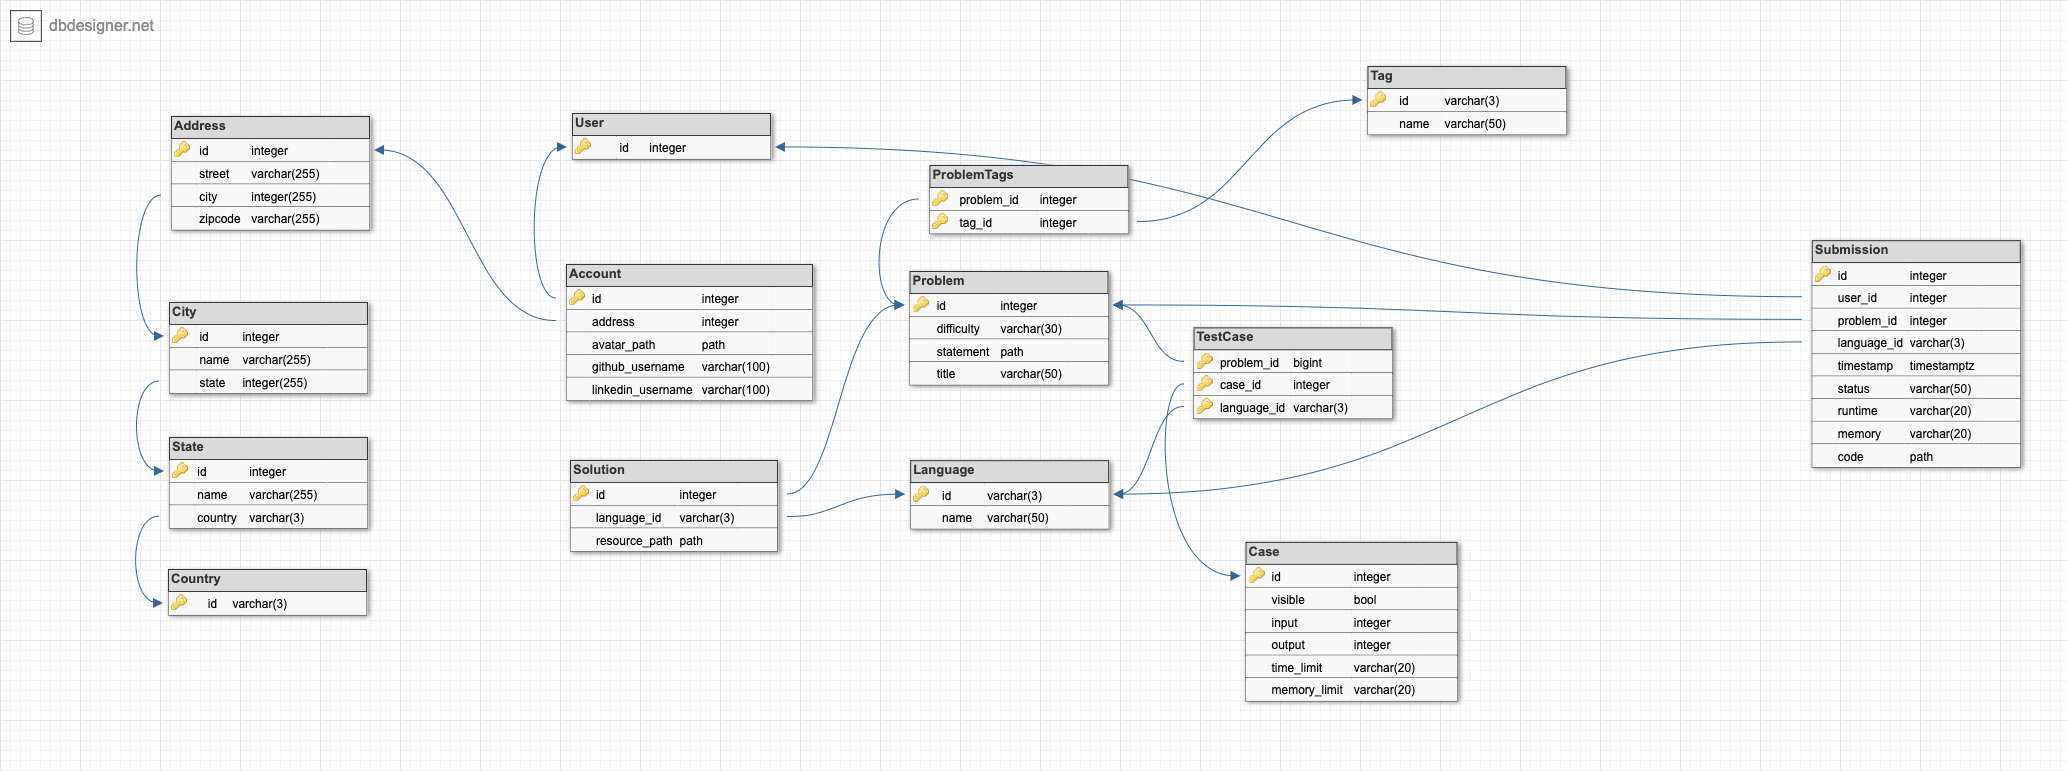 dbdesigner.net
Address
id integer
street varchar(255)
city integer(255)
zipcode varchar(255)
City
id integer
name varchar(255)
state integer(255)
State
id integer
name varchar(255)
country varchar(3)
Country
id varchar(3)
User
id integer
Account
id integer
address integer
avatar_path path
github_username varchar(100)
linkedin_username varchar(100)
Solution
id integer
language_id varchar(3)
resource_path path
ProblemTags
problem_id integer
tag_id integer
Problem
id integer
difficulty varchar(30)
statement path
title varchar(50)
Language
id varchar(3)
name varchar(50)
Tag
id varchar(3)
name varchar(50)
TestCase
problem_id bigint
case_id integer
language_id varchar(3)
Case
id integer
visible bool
input integer
output integer
time_limit varchar(20)
memory_limit varchar(20)
Submission
id integer
user_id integer
problem_id integer
language_id varchar(3)
timestamp timestamptz
status varchar(50)
runtime varchar(20)
memory varchar(20)
code path